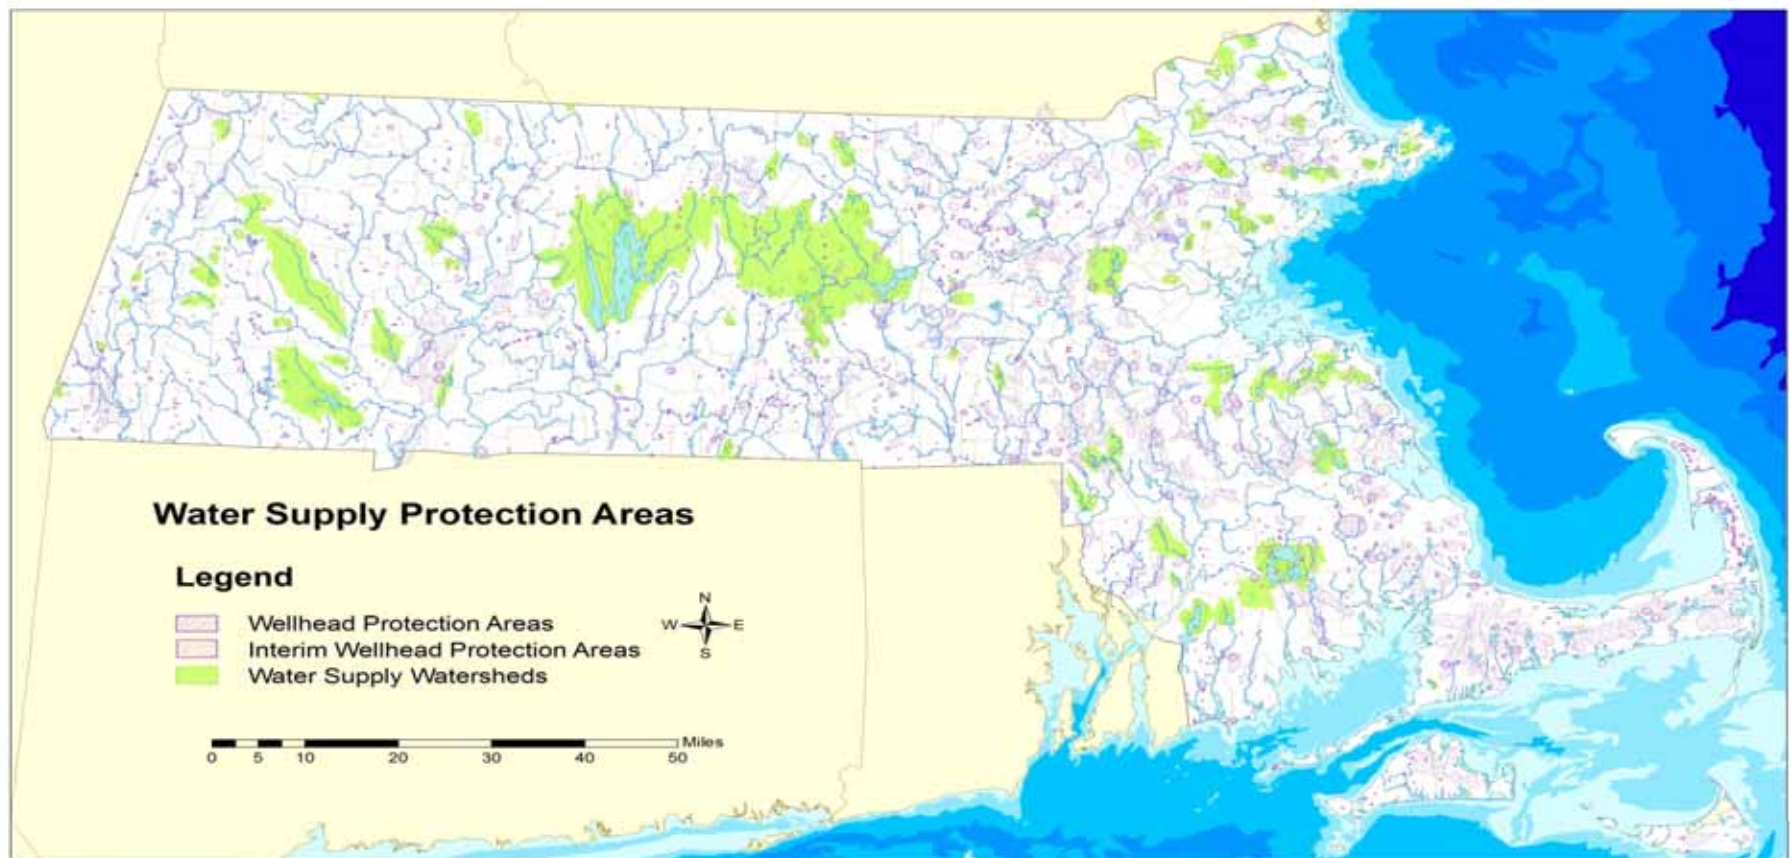 Water Supply Protection Areas
Legend
Wellhead Protection Areas
Interim Wellhead Protection Areas
Water Supply Watersheds
N
W E
S
Miles
0 5 10 20 30 40 50